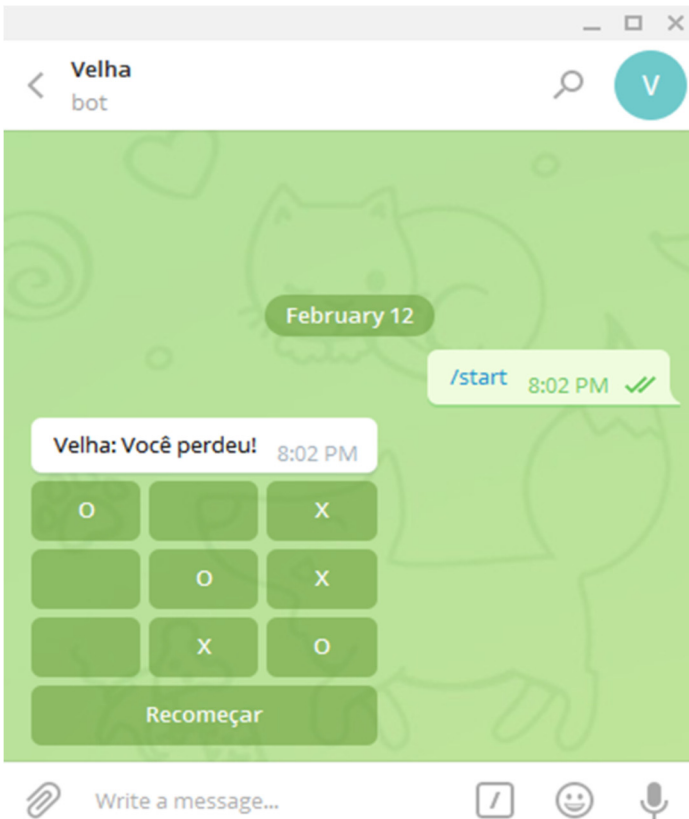 Velha
bot
V
February 12
/start 8:02 PM
Velha: Você perdeu! 8:02 PM
O X
O X
X O
Recomeçar
/
Write a message...